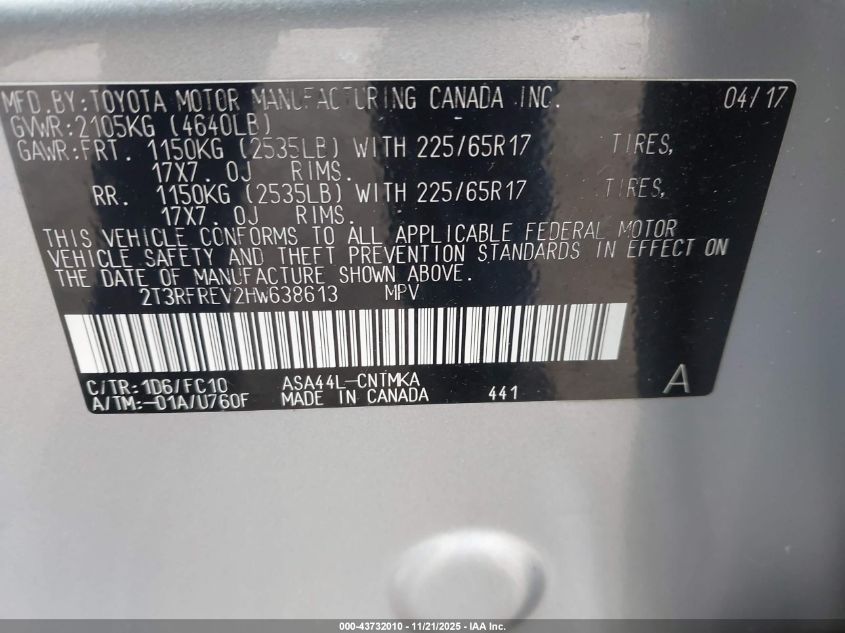 MFD.BY:TOYOTA MOTOR MANUFACTURING CANADA INC. 04/17
GVWR:2105KG (4640LB)
GAWR:FRT. 1150KG (2535LB) WITH 225/65R17 TIRES,
17X7.0J RIMS.
RR. 1150KG (2535LB) WITH 225/65R17 TIRES,
17X7.0J RIMS.
THIS VEHICLE CONFORMS TO ALL APPLICABLE FEDERAL MOTOR
VEHICLE SAFETY AND THEFT PREVENTION STANDARDS IN EFFECT ON
THE DATE OF MANUFACTURE SHOWN ABOVE.
2T3RFREV2HW638613 MPV
C/TR:1D6/FC10 ASA44L-CNTMKA
A/TM:-01A/U760F MADE IN CANADA 441 A
000-43732010 - 11/21/2025 - IAA Inc.